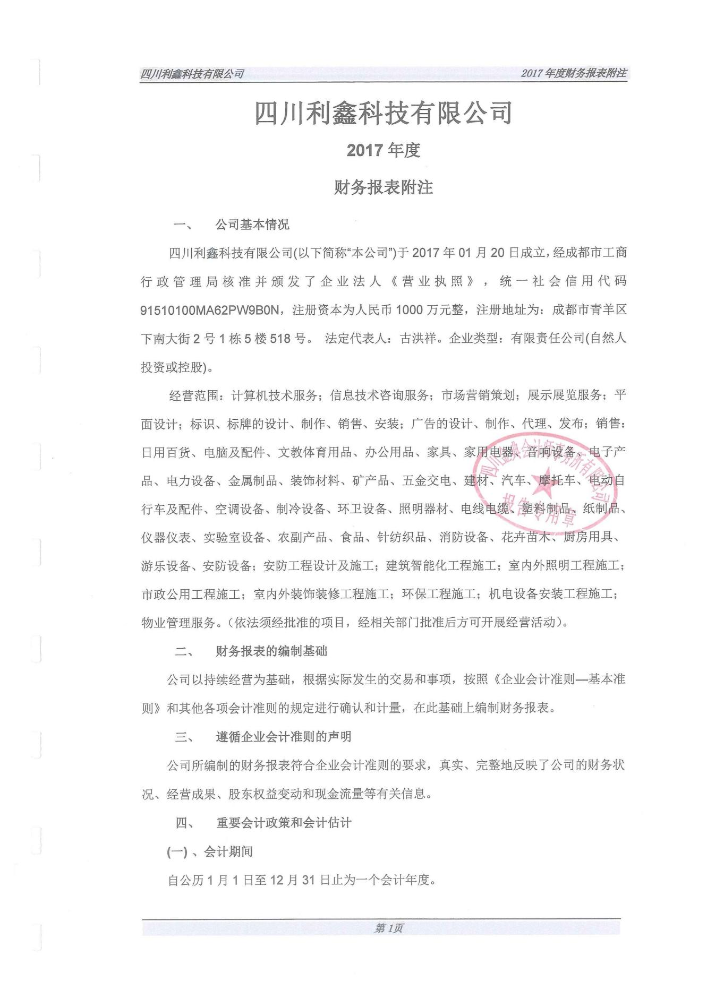 四川利鑫科技有限公司 2017 年度财务报表附注
四川利鑫科技有限公司
2017 年度
财务报表附注
一、 公司基本情况
四川利鑫科技有限公司(以下简称“本公司”)于 2017 年 01 月 20 日成立，经成都市工商
行政管理局核准并颁发了企业法人《营业执照》，统一社会信用代码
91510100MA62PW9B0N，注册资本为人民币 1000 万元整，注册地址为：成都市青羊区
下南大街 2 号 1 栋 5 楼 518 号。 法定代表人：古洪祥。企业类型：有限责任公司(自然人
投资或控股)。
经营范围：计算机技术服务；信息技术咨询服务；市场营销策划；展示展览服务；平
面设计；标识、标牌的设计、制作、销售、安装；广告的设计、制作、代理、发布；销售：
日用百货、电脑及配件、文教体育用品、办公用品、家具、家用电器、音响设备、电子产
品、电力设备、金属制品、装饰材料、矿产品、五金交电、建材、汽车、摩托车、电动自
行车及配件、空调设备、制冷设备、环卫设备、照明器材、电线电缆、塑料制品、纸制品、
仪器仪表、实验室设备、农副产品、食品、针纺织品、消防设备、花卉苗木、厨房用具、
游乐设备、安防设备；安防工程设计及施工；建筑智能化工程施工；室内外照明工程施工；
市政公用工程施工；室内外装饰装修工程施工；环保工程施工；机电设备安装工程施工；
物业管理服务。（依法须经批准的项目，经相关部门批准后方可开展经营活动）。
四川金典会计师事务所有限公司
报告专用章
二、 财务报表的编制基础
公司以持续经营为基础，根据实际发生的交易和事项，按照《企业会计准则—基本准
则》和其他各项会计准则的规定进行确认和计量，在此基础上编制财务报表。
三、 遵循企业会计准则的声明
公司所编制的财务报表符合企业会计准则的要求，真实、完整地反映了公司的财务状
况、经营成果、股东权益变动和现金流量等有关信息。
四、 重要会计政策和会计估计
(一) 、会计期间
自公历 1 月 1 日至 12 月 31 日止为一个会计年度。
第 1页